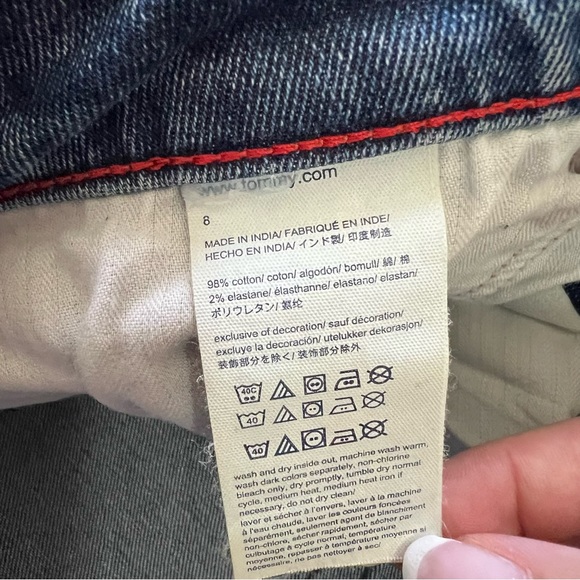 www.tommy.com
8
MADE IN INDIA/ FABRIQUÉ EN INDE/
HECHO EN INDIA/ インド製/ 印度制造
98% cotton/ coton/ algodón/ bomull/ 綿/ 棉
2% elastane/ élasthanne/ elastano/ elastan/
ポリウレタン/ 氨纶
exclusive of decoration/ sauf décoration/
excluye la decoración/ utelukker dekorasjon/
装飾部分を除く/ 装饰部分除外
40C
40
40
wash and dry inside out, machine wash warm,
wash dark colors separately, non-chlorine
bleach only, dry promptly, tumble dry normal
cycle, medium heat, medium heat iron if
necessary, do not dry clean/
laver et sécher à l'envers, laver à la machine
à l'eau chaude, laver les couleurs foncées
séparément, seulement agent de blanchiment
non-chlore, sécher rapidement, séchage par
culbutage à cycle normal, température
moyenne, repasser à température moyenne si
nécessaire, ne pas nettoyer à sec/